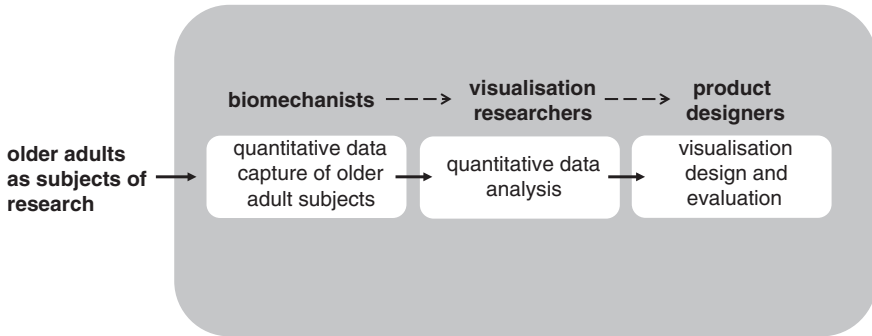 biomechanists
visualisation
researchers
product
designers
older adults
as subjects of
research
quantitative data
capture of older
adult subjects
quantitative data
analysis
visualisation
design and
evaluation